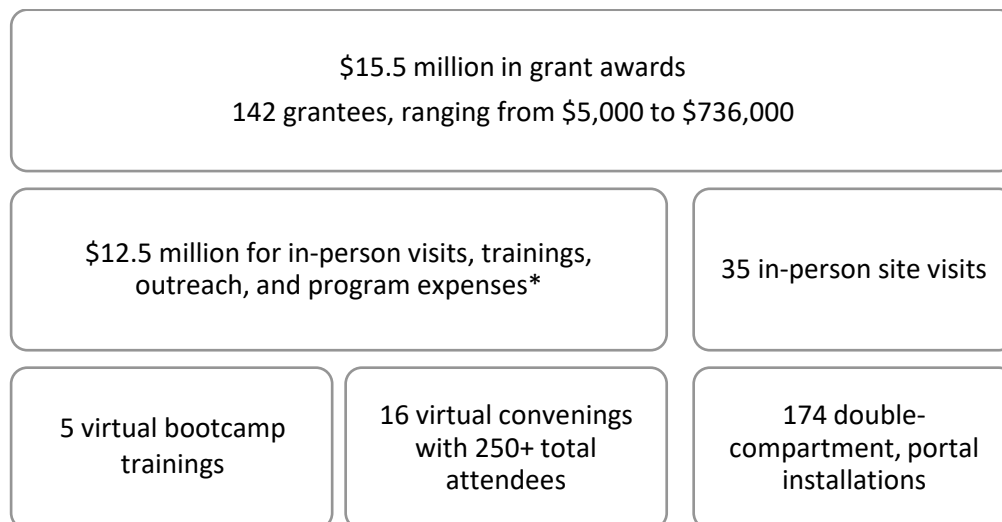 $15.5 million in grant awards
142 grantees, ranging from $5,000 to $736,000
$12.5 million for in-person visits, trainings,
outreach, and program expenses*
35 in-person site visits
5 virtual bootcamp
trainings
16 virtual convenings
with 250+ total
attendees
174 double-
compartment, portal
installations